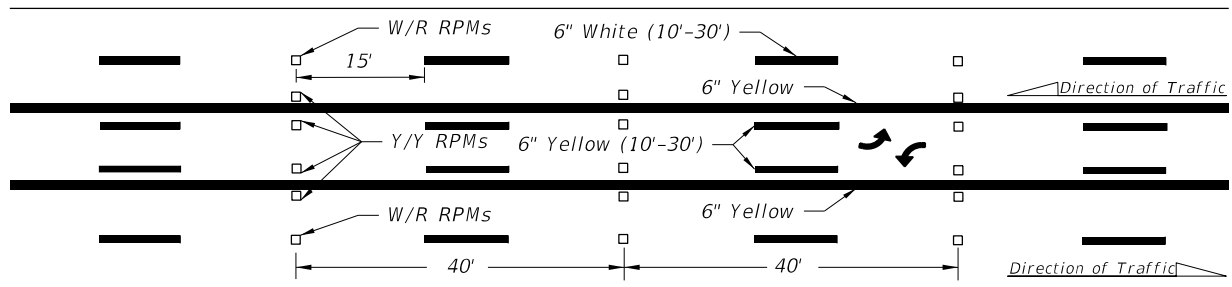 W/R RPMs
6" White (10'-30')
15'
6" Yellow
Direction of Traffic
Y/Y RPMs
6" Yellow (10'-30')
W/R RPMs
6" Yellow
40'
40'
Direction of Traffic